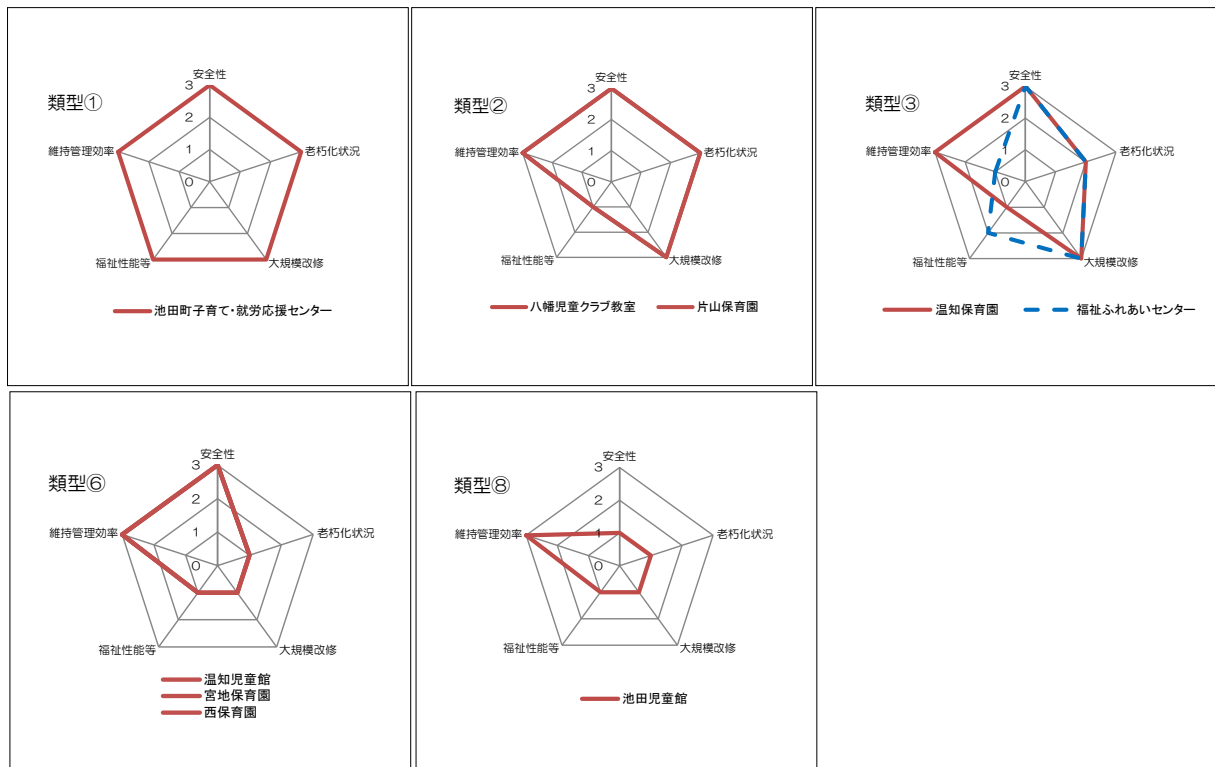 類型①
安全性
3
2
1
0
老朽化状況
大規模改修
福祉性能等
維持管理効率
池田町子育て・就労応援センター
類型②
安全性
3
2
1
0
老朽化状況
大規模改修
福祉性能等
維持管理効率
八幡児童クラブ教室
片山保育園
類型③
安全性
3
2
1
0
老朽化状況
大規模改修
福祉性能等
維持管理効率
温知保育園
福祉ふれあいセンター
類型⑥
安全性
3
2
1
0
老朽化状況
大規模改修
福祉性能等
維持管理効率
温知児童館
宮地保育園
西保育園
類型⑧
安全性
3
2
1
0
老朽化状況
大規模改修
福祉性能等
維持管理効率
池田児童館